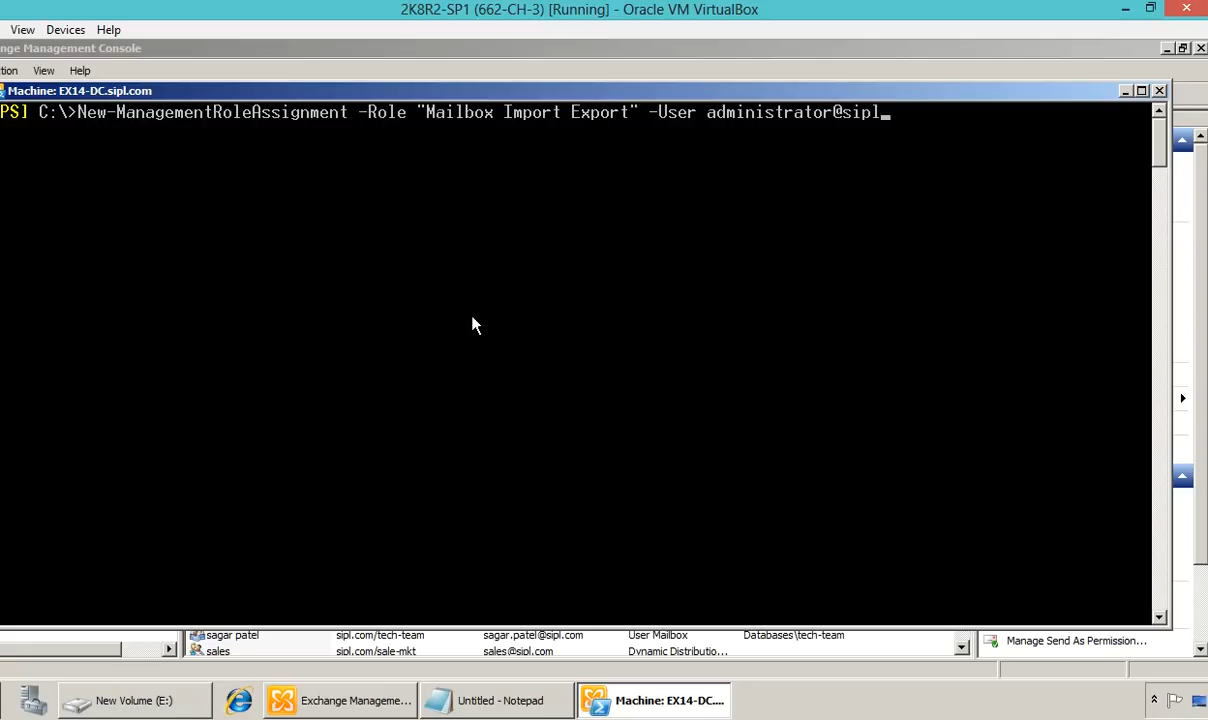 2K8R2-SP1 (662-CH-3) [Running] - Oracle VM VirtualBox
View Devices Help
nge Management Console
tion View Help
Machine: EX14-DC.sipl.com
PS] C:\>New-ManagementRoleAssignment -Role "Mailbox Import Export" -User administrator@sipl_
sagar patel sipl.com/tech-team sagar.patel@sipl.com User Mailbox Databases\tech-team
Manage Send As Permission...
sales sipl.com/sale-mkt sales@sipl.com Dynamic Distributio...
New Volume (E:) Exchange Manageme... Untitled - Notepad Machine: EX14-DC....